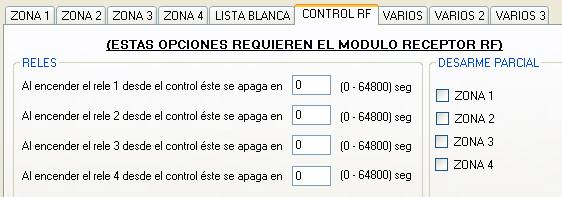 ZONA 1 ZONA 2 ZONA 3 ZONA 4 LISTA BLANCA CONTROL RF VARIOS VARIOS 2 VARIOS 3
(ESTAS OPCIONES REQUIEREN EL MODULO RECEPTOR RF)
RELES
Al encender el rele 1 desde el control éste se apaga en 0 (0 - 64800) seg
Al encender el rele 2 desde el control éste se apaga en 0 (0 - 64800) seg
Al encender el rele 3 desde el control éste se apaga en 0 (0 - 64800) seg
Al encender el rele 4 desde el control éste se apaga en 0 (0 - 64800) seg
DESARME PARCIAL
ZONA 1
ZONA 2
ZONA 3
ZONA 4